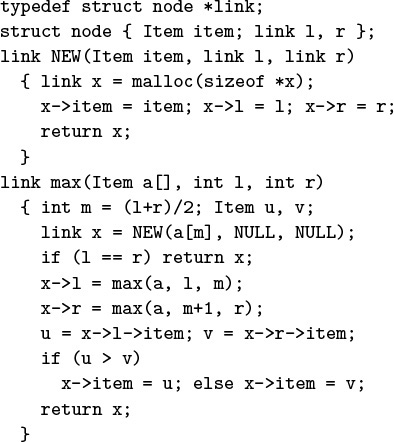 typedef struct node *link;
struct node { Item item; link l, r };
link NEW(Item item, link l, link r)
  { link x = malloc(sizeof *x);
    x->item = item; x->l = l; x->r = r;
    return x;
  }
link max(Item a[], int l, int r)
  { int m = (l+r)/2; Item u, v;
    link x = NEW(a[m], NULL, NULL);
    if (l == r) return x;
    x->l = max(a, l, m);
    x->r = max(a, m+1, r);
    u = x->l->item; v = x->r->item;
    if (u > v)
      x->item = u; else x->item = v;
    return x;
  }